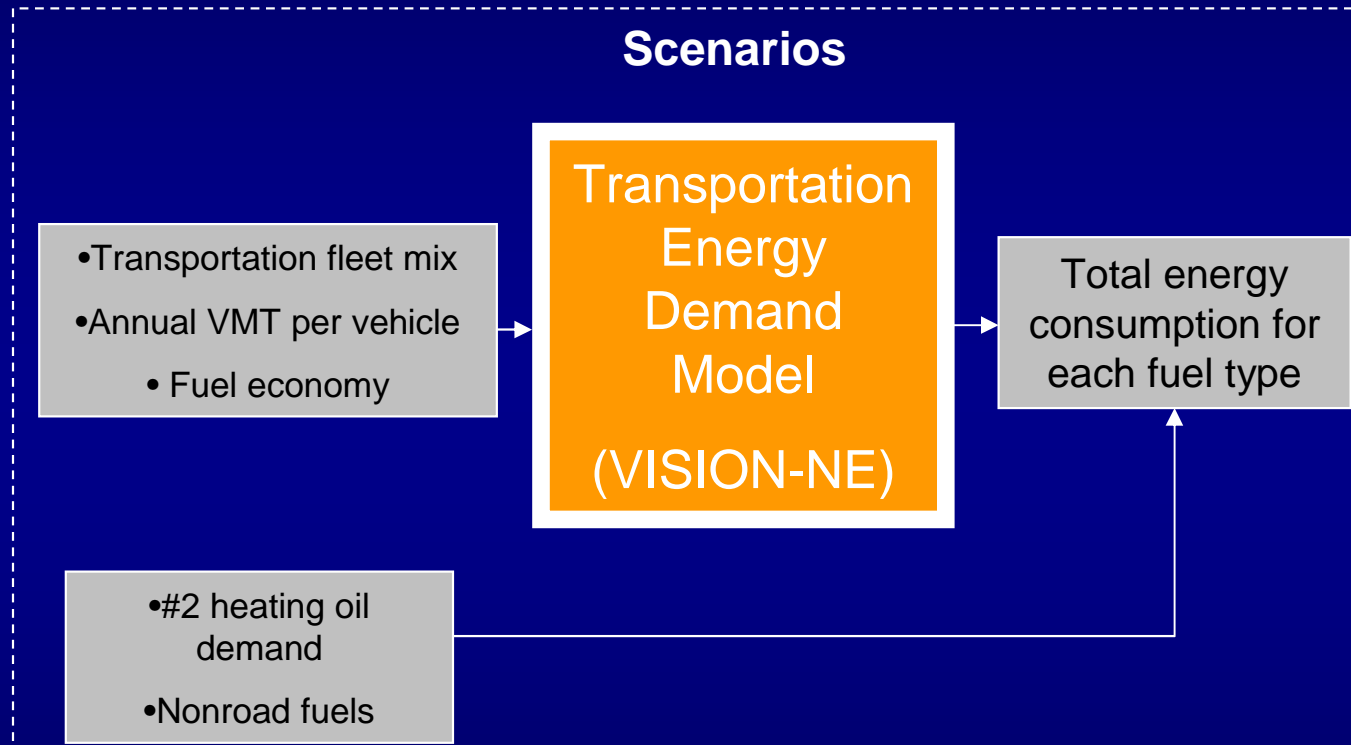 Scenarios
•Transportation fleet mix
•Annual VMT per vehicle
• Fuel economy
Transportation
Energy
Demand
Model
(VISION-NE)
Total energy
consumption for
each fuel type
•#2 heating oil
demand
•Nonroad fuels